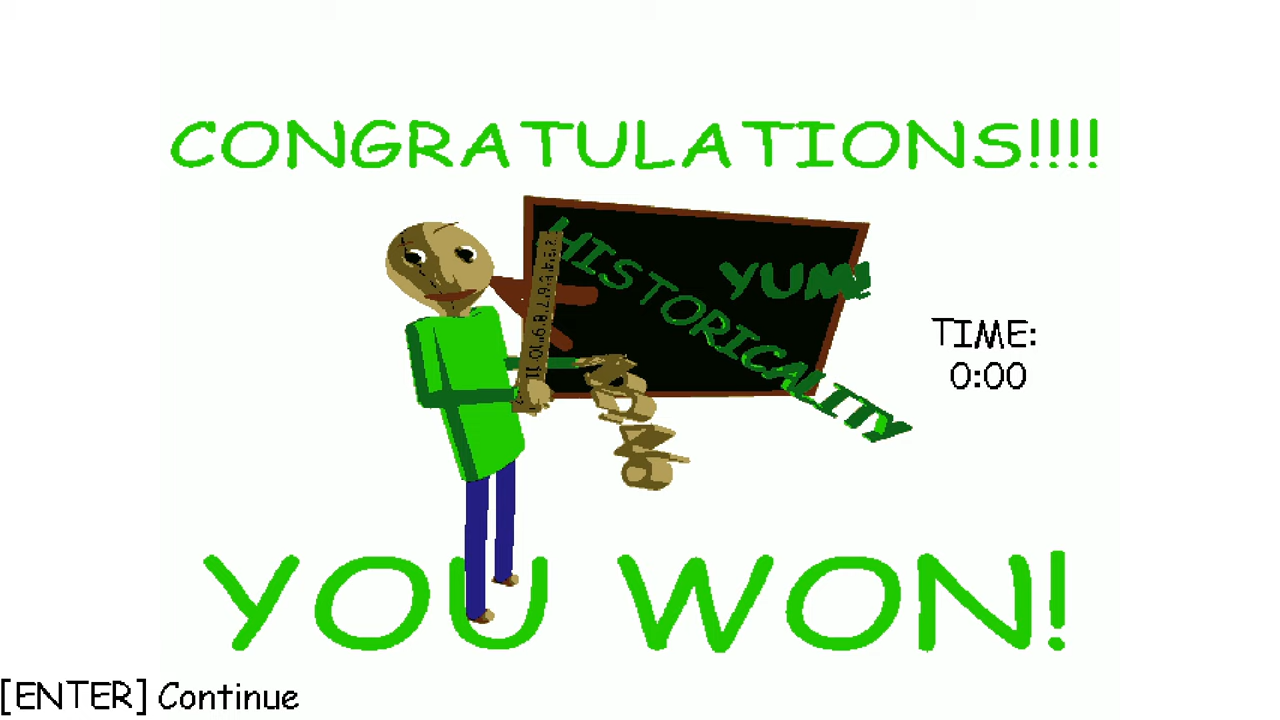 CONGRATULATIONS!!!!
HISTORICALITY
YUM!
TIME:
0:00
YOU WON!
[ENTER] Continue